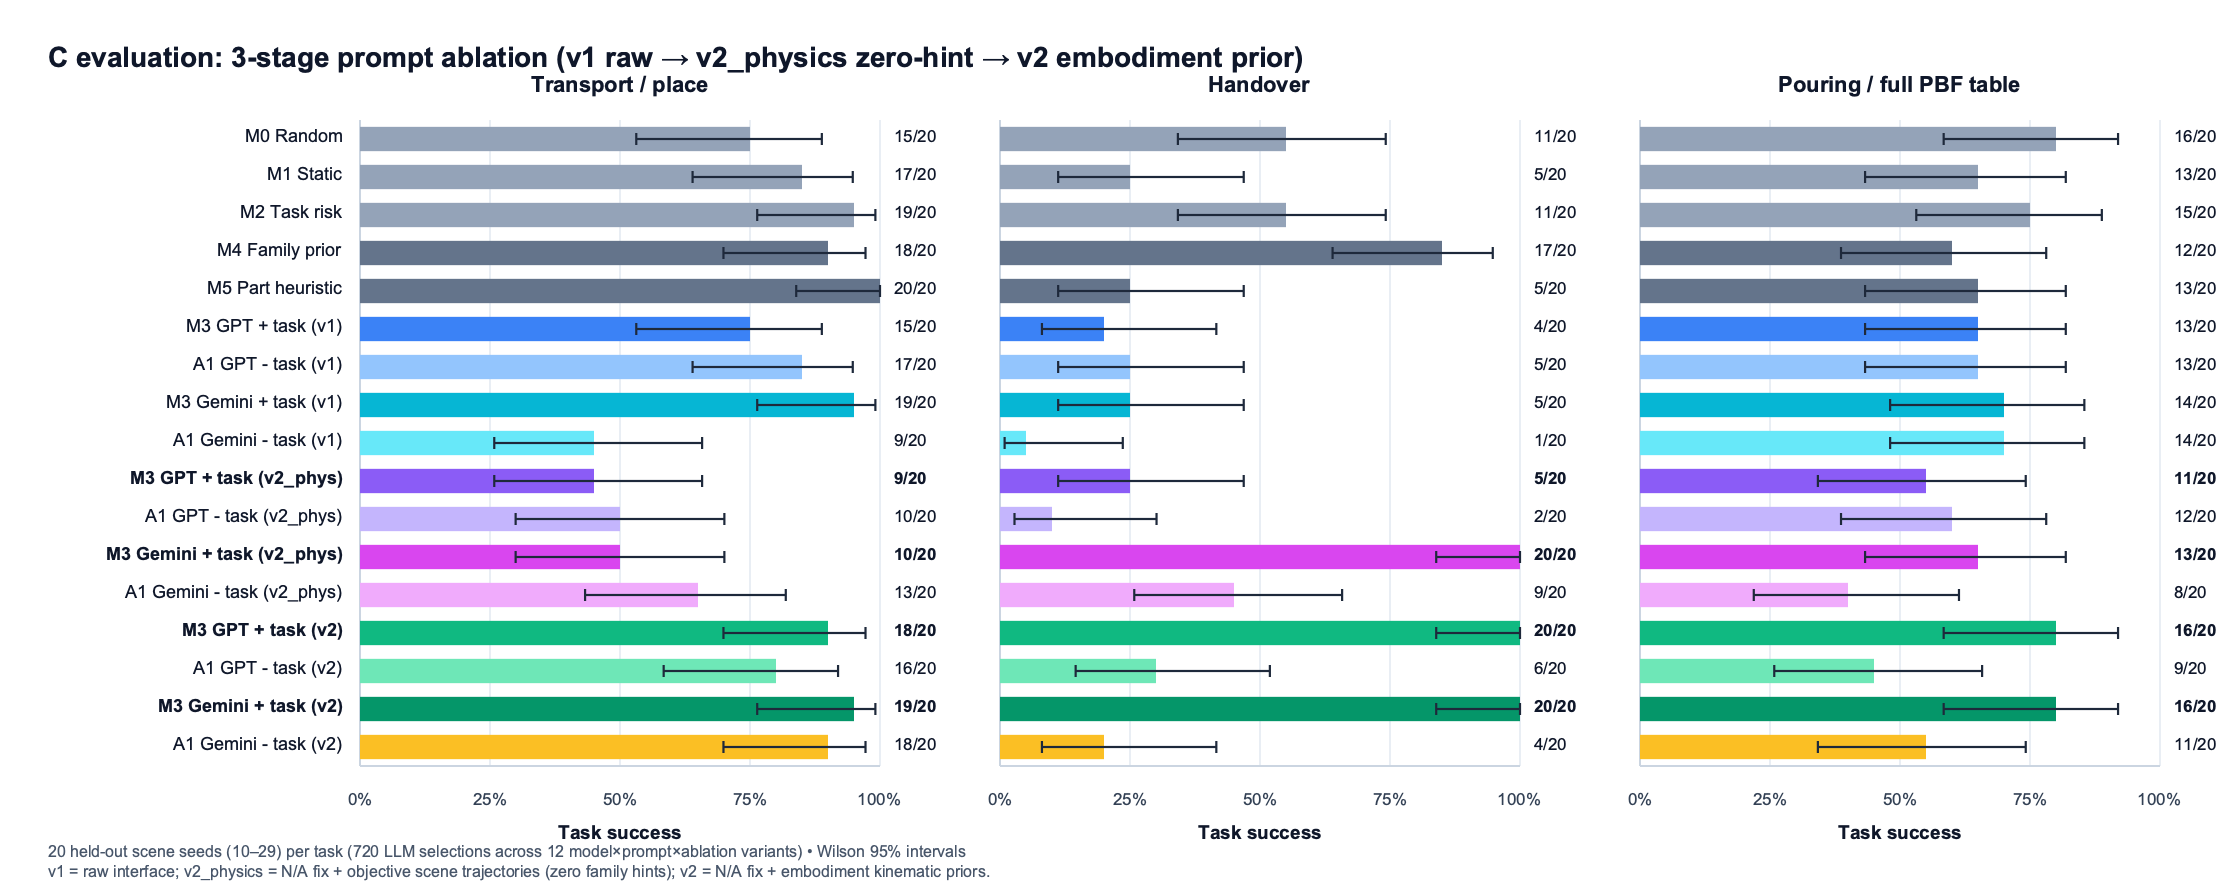 C evaluation: 3-stage prompt ablation (v1 raw → v2_physics zero-hint → v2 embodiment prior)
Transport / place Handover Pouring / full PBF table
M0 Random 15/20 11/20 16/20
M1 Static 17/20 5/20 13/20
M2 Task risk 19/20 11/20 15/20
M4 Family prior 18/20 17/20 12/20
M5 Part heuristic 20/20 5/20 13/20
M3 GPT + task (v1) 15/20 4/20 13/20
A1 GPT - task (v1) 17/20 5/20 13/20
M3 Gemini + task (v1) 19/20 5/20 14/20
A1 Gemini - task (v1) 9/20 1/20 14/20
M3 GPT + task (v2_phys) 9/20 5/20 11/20
A1 GPT - task (v2_phys) 10/20 2/20 12/20
M3 Gemini + task (v2_phys) 10/20 20/20 13/20
A1 Gemini - task (v2_phys) 13/20 9/20 8/20
M3 GPT + task (v2) 18/20 20/20 16/20
A1 GPT - task (v2) 16/20 6/20 9/20
M3 Gemini + task (v2) 19/20 20/20 16/20
A1 Gemini - task (v2) 18/20 4/20 11/20
0% 25% 50% 75% 100% 0% 25% 50% 75% 100% 0% 25% 50% 75% 100%
Task success Task success Task success
20 held-out scene seeds (10–29) per task (720 LLM selections across 12 model×prompt×ablation variants) • Wilson 95% intervals
v1 = raw interface; v2_physics = N/A fix + objective scene trajectories (zero family hints); v2 = N/A fix + embodiment kinematic priors.